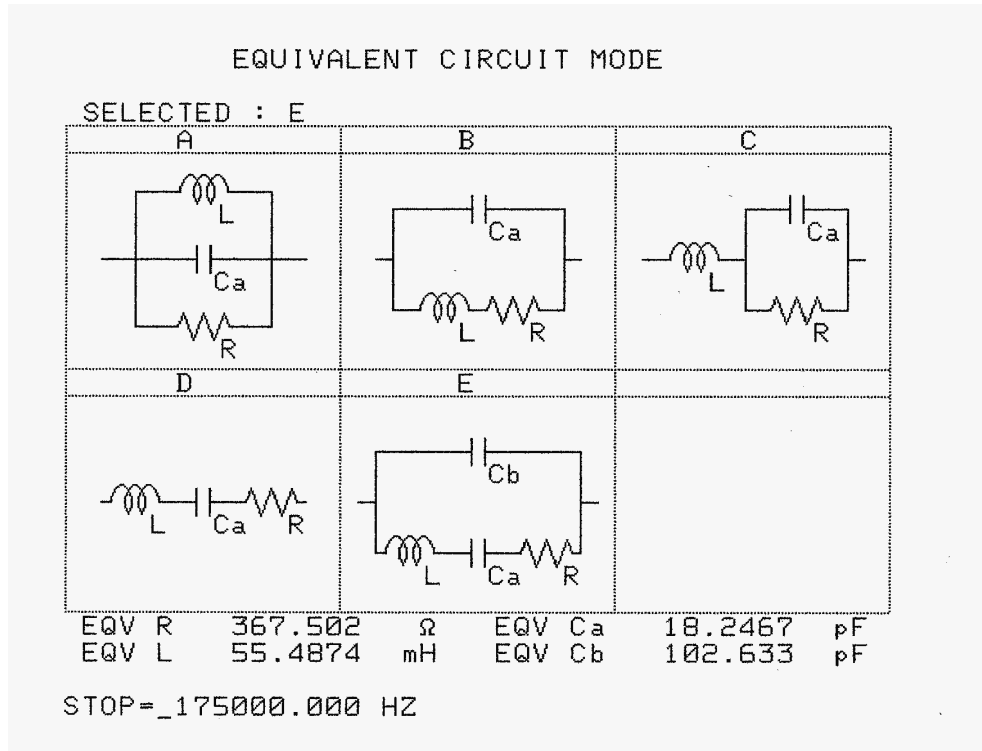 EQUIVALENT CIRCUIT MODE
SELECTED : E
A B C
L
Ca
R
Ca
L R
Ca
L
R
D E
L Ca R
Cb
L Ca R
EQV R 367.502 Ω EQV Ca 18.2467 pF
EQV L 55.4874 mH EQV Cb 102.633 pF
STOP=_175000.000 HZ